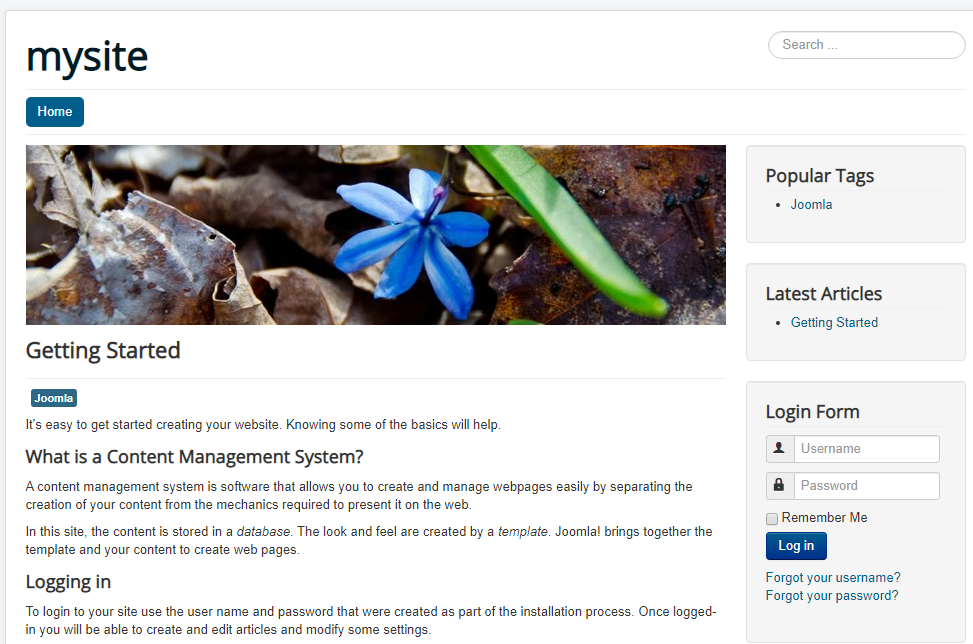 mysite
Search ...
Home
Getting Started
Joomla
It's easy to get started creating your website. Knowing some of the basics will help.
What is a Content Management System?
A content management system is software that allows you to create and manage webpages easily by separating the
creation of your content from the mechanics required to present it on the web.
In this site, the content is stored in a database. The look and feel are created by a template. Joomla! brings together the
template and your content to create web pages.
Logging in
To login to your site use the user name and password that were created as part of the installation process. Once logged-
in you will be able to create and edit articles and modify some settings.
Popular Tags
Joomla
Latest Articles
Getting Started
Login Form
Username
Password
Remember Me
Log in
Forgot your username?
Forgot your password?